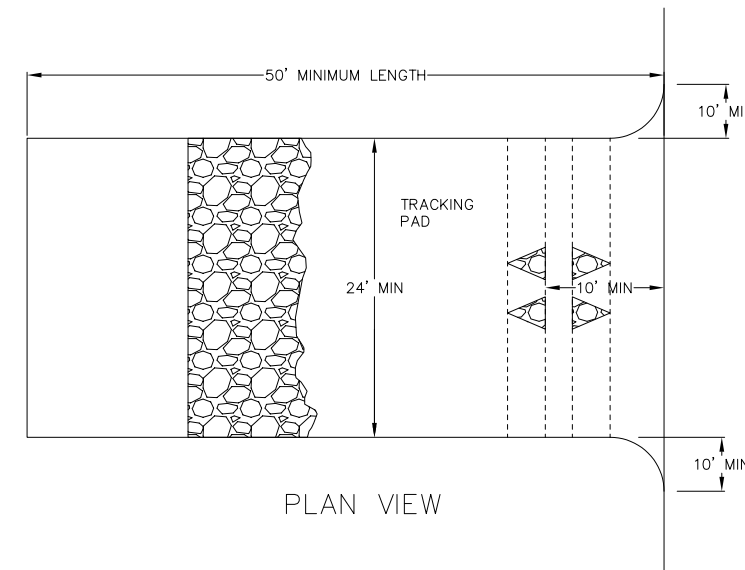 50' MINIMUM LENGTH
10' MI
TRACKING
PAD
24' MIN
10' MIN
10' MIN
PLAN VIEW